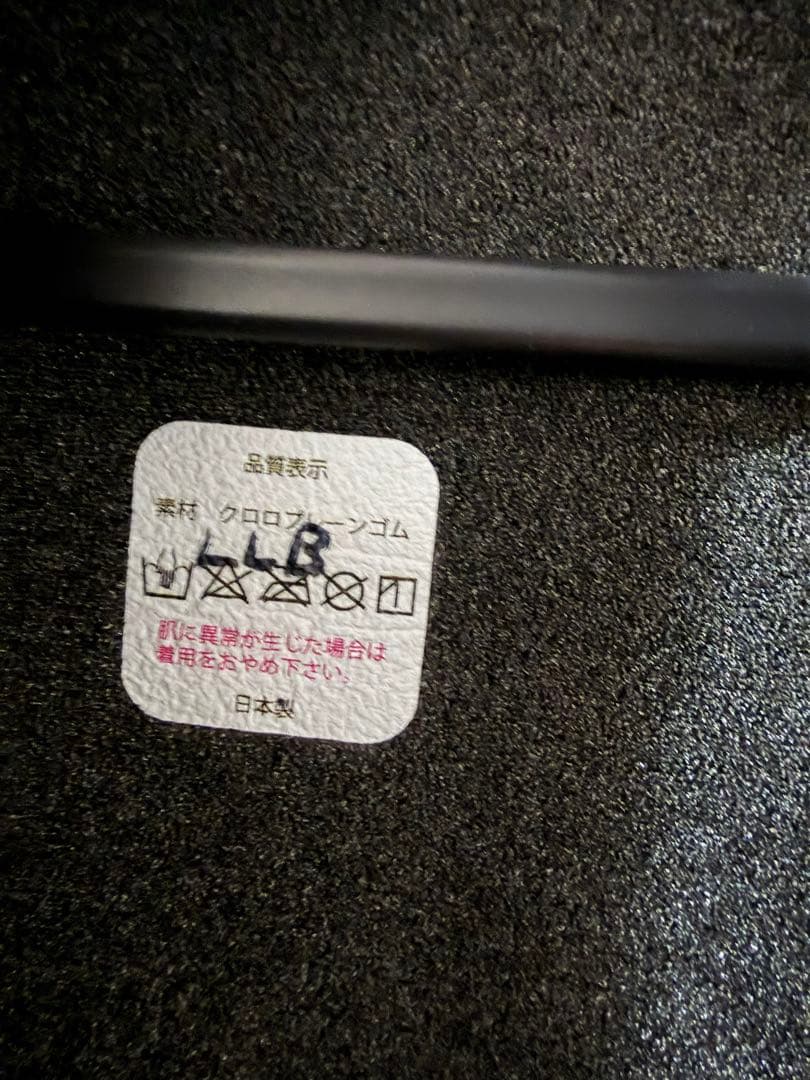 品質表示
素材 クロロプレーンゴム
LLB
肌に異常が生じた場合は
着用をおやめ下さい。
日本製